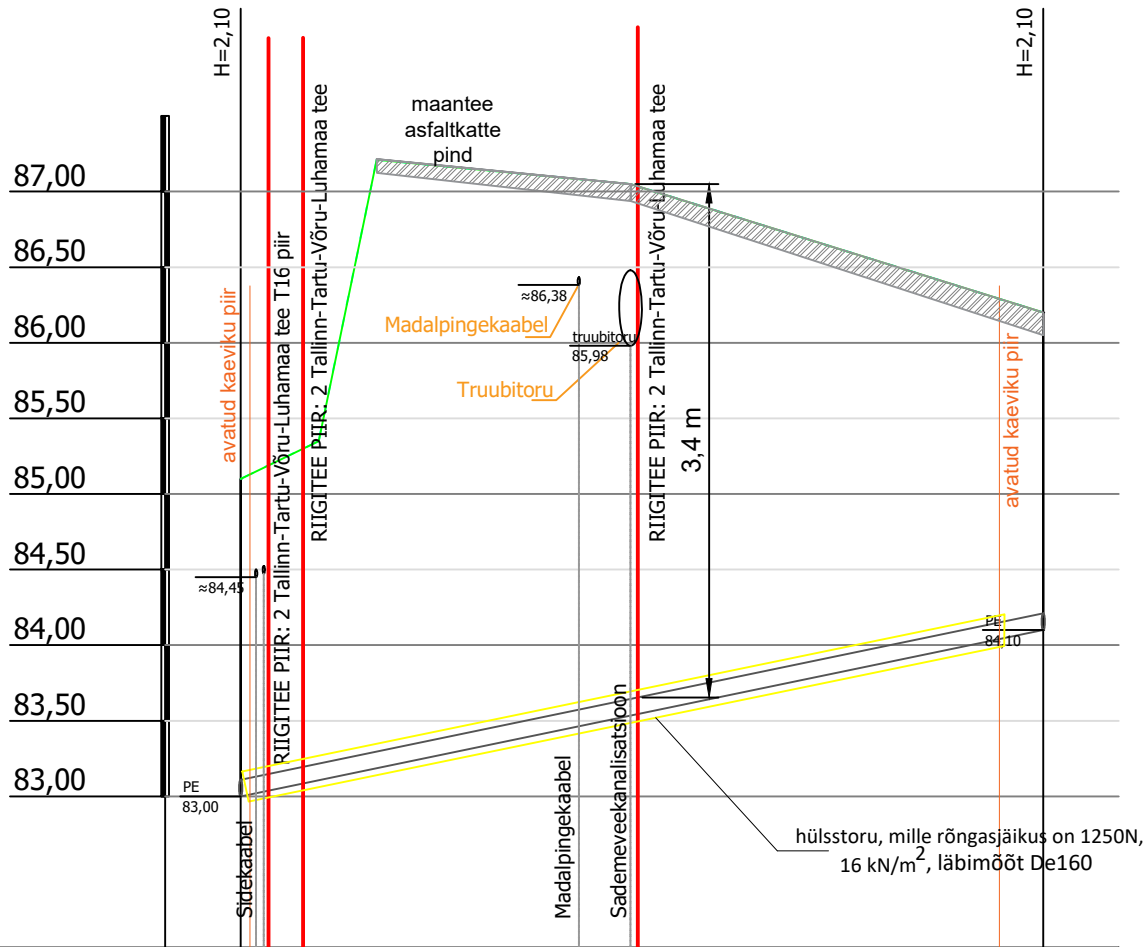 H=2,10
H=2,10
maantee
asfaltkatte
pind
87,00
86,50
86,00
85,50
85,00
84,50
84,00
83,50
83,00
avatud kaeviku piir
RIIGITEE PIIR: 2 Tallinn-Tartu-Võru-Luhamaa tee T16 piir
RIIGITEE PIIR: 2 Tallinn-Tartu-Võru-Luhamaa tee
RIIGITEE PIIR: 2 Tallinn-Tartu-Võru-Luhamaa tee
avatud kaeviku piir
≈86,38
Madalpingekaabel
truubitoru
85,98
Truubitoru
3,4 m
≈84,45
PE
84,10
PE
83,00
Sidekaabel
Madalpingekaabel
Sademeveekanalisatsioon
hülsstoru, mille rõngasjäikus on 1250N,
16 kN/m², läbimõõt De160